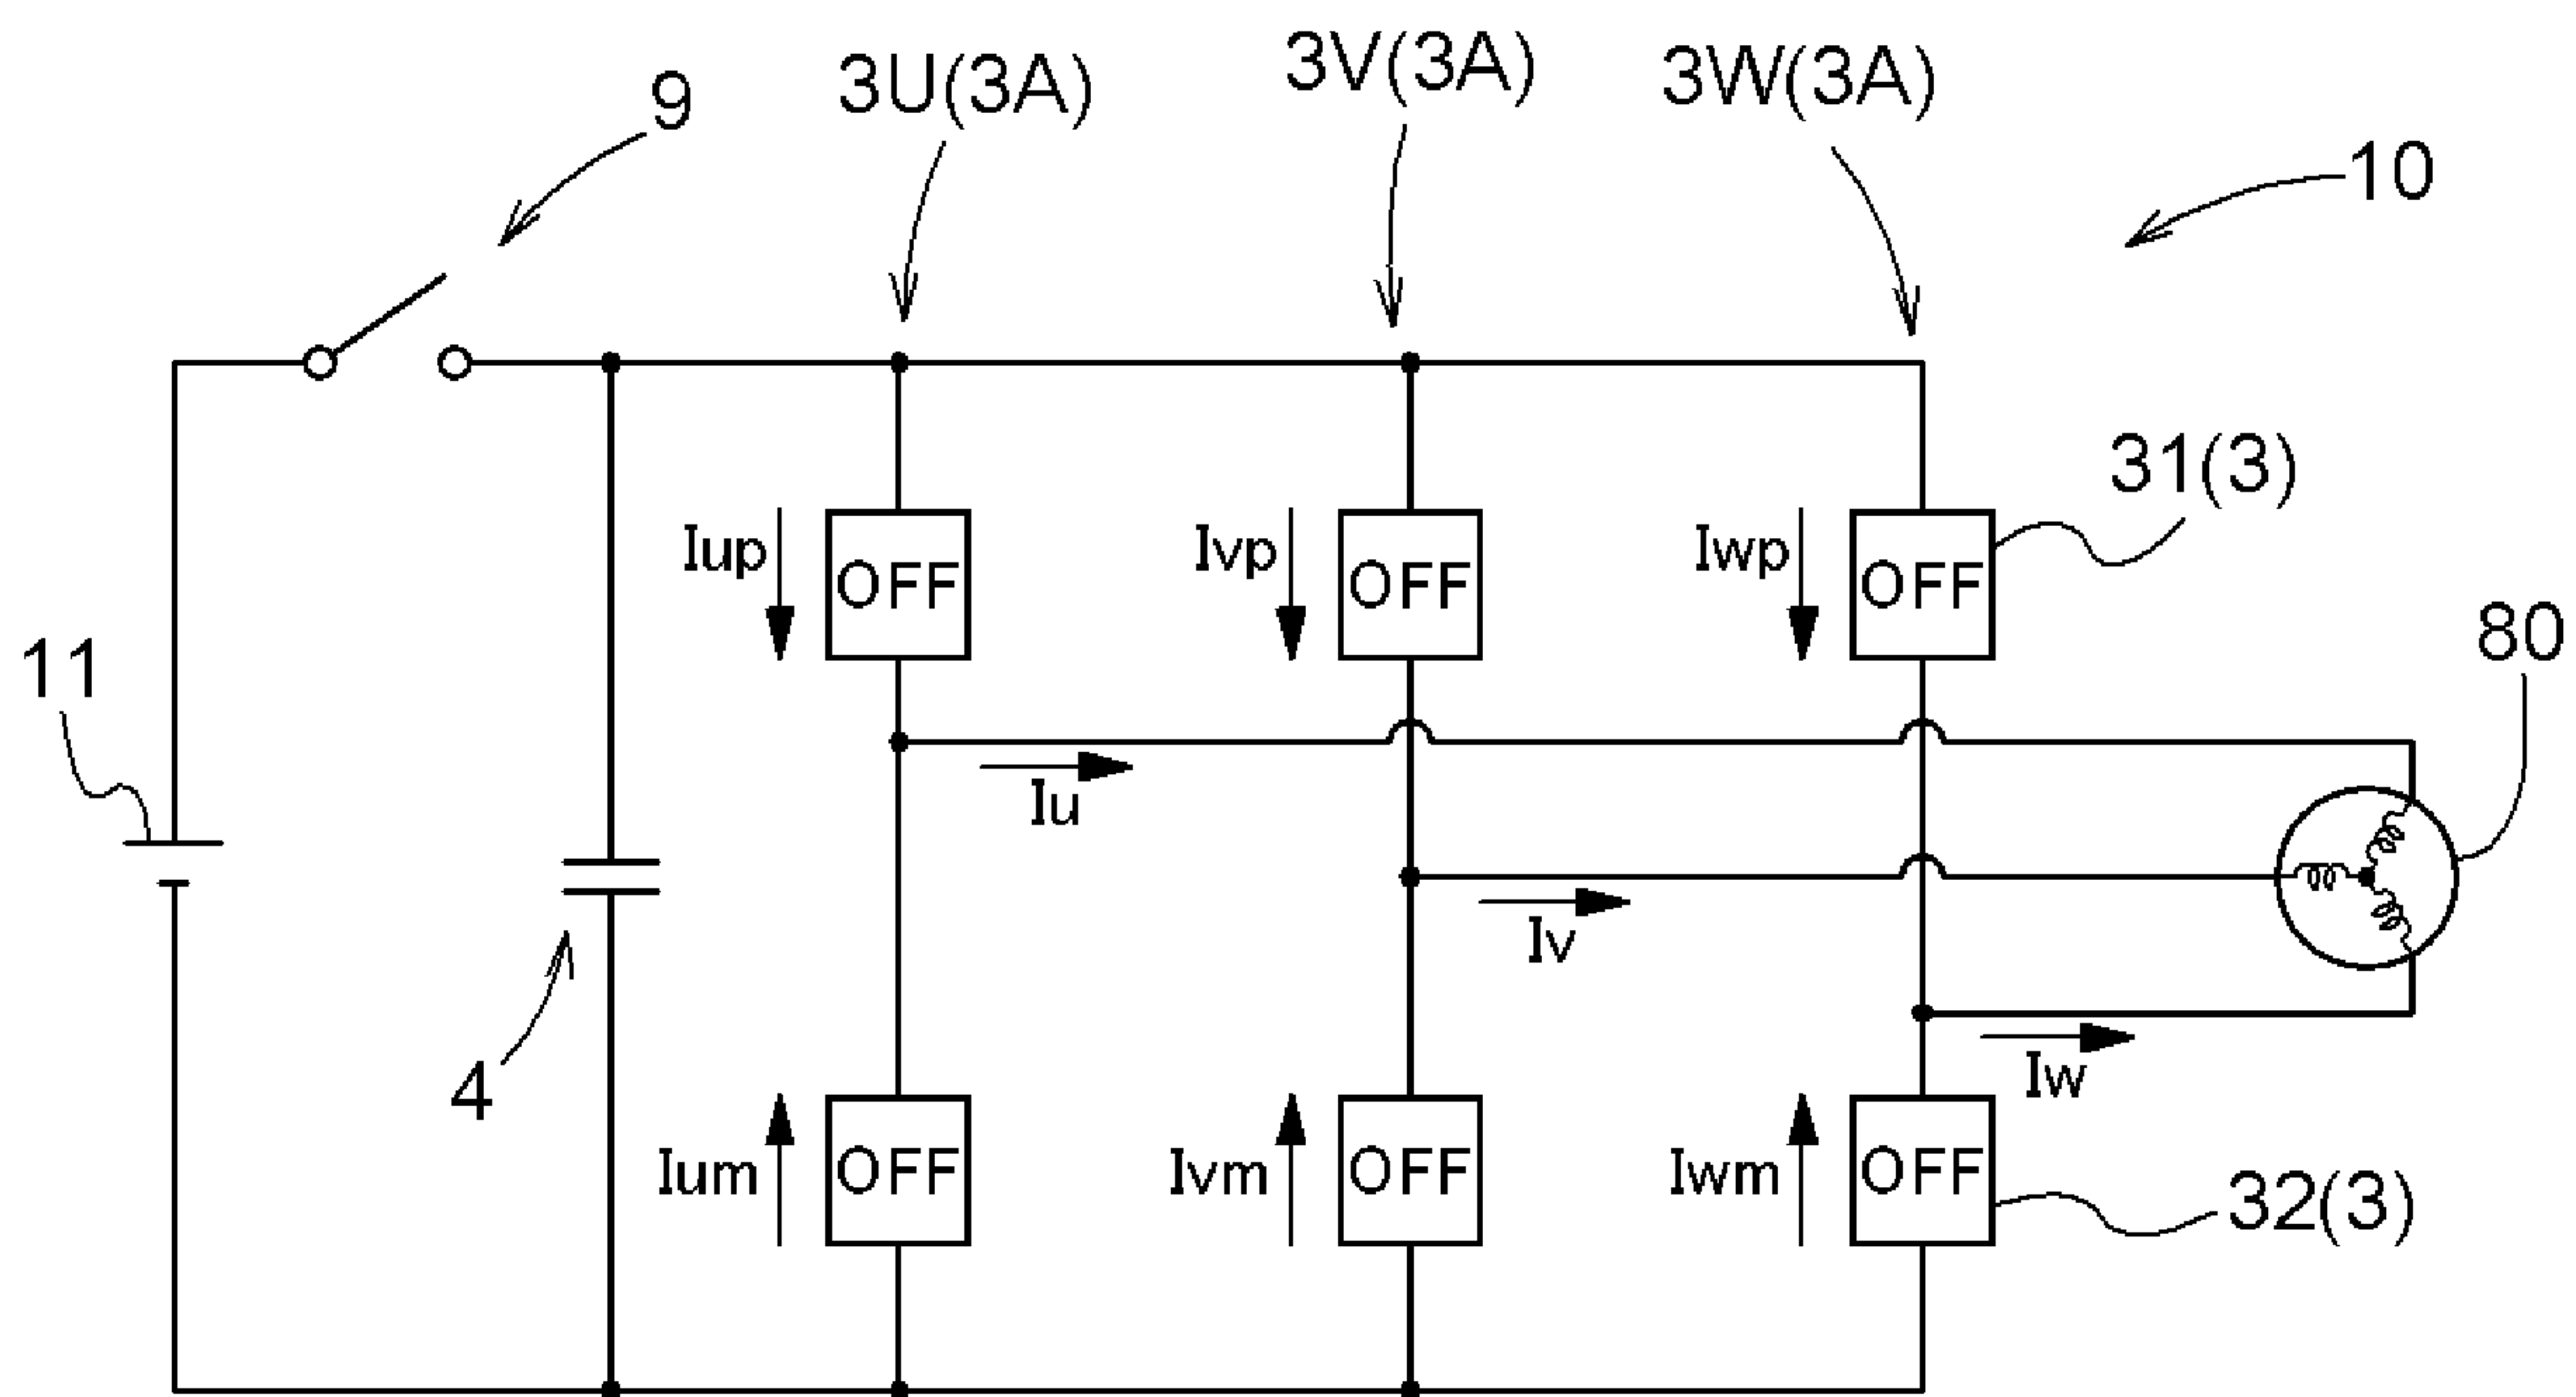 3U(3A)
3V(3A)
3W(3A)
9
10
31(3)
Iup
OFF
Ivp
OFF
Iwp
OFF
11
80
Iu
Iv
4
Iw
Ium
OFF
Ivm
OFF
Iwm
OFF
32(3)